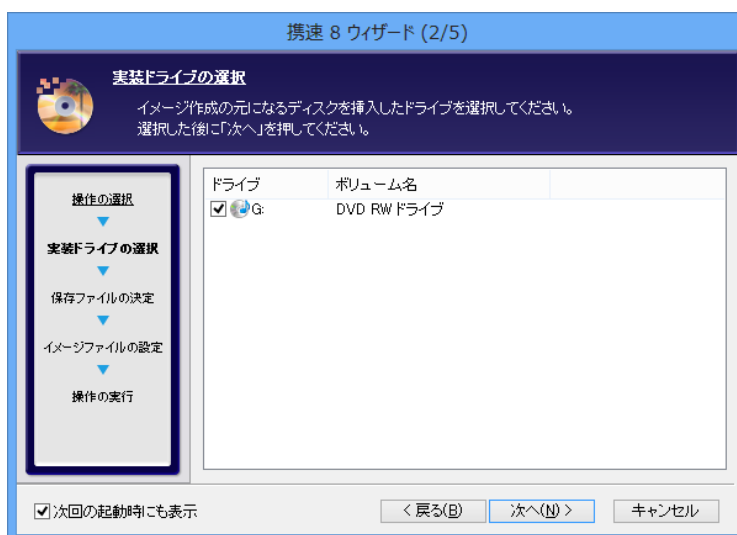 携速 8 ウィザード (2/5)
実装ドライブの選択
イメージ作成の元になるディスクを挿入したドライブを選択してください。
選択した後に「次へ」を押してください。
操作の選択
実装ドライブの選択
保存ファイルの決定
イメージファイルの設定
操作の実行
ドライブ ボリューム名
G: DVD RW ドライブ
次回の起動時にも表示
< 戻る(B) 次へ(N) > キャンセル